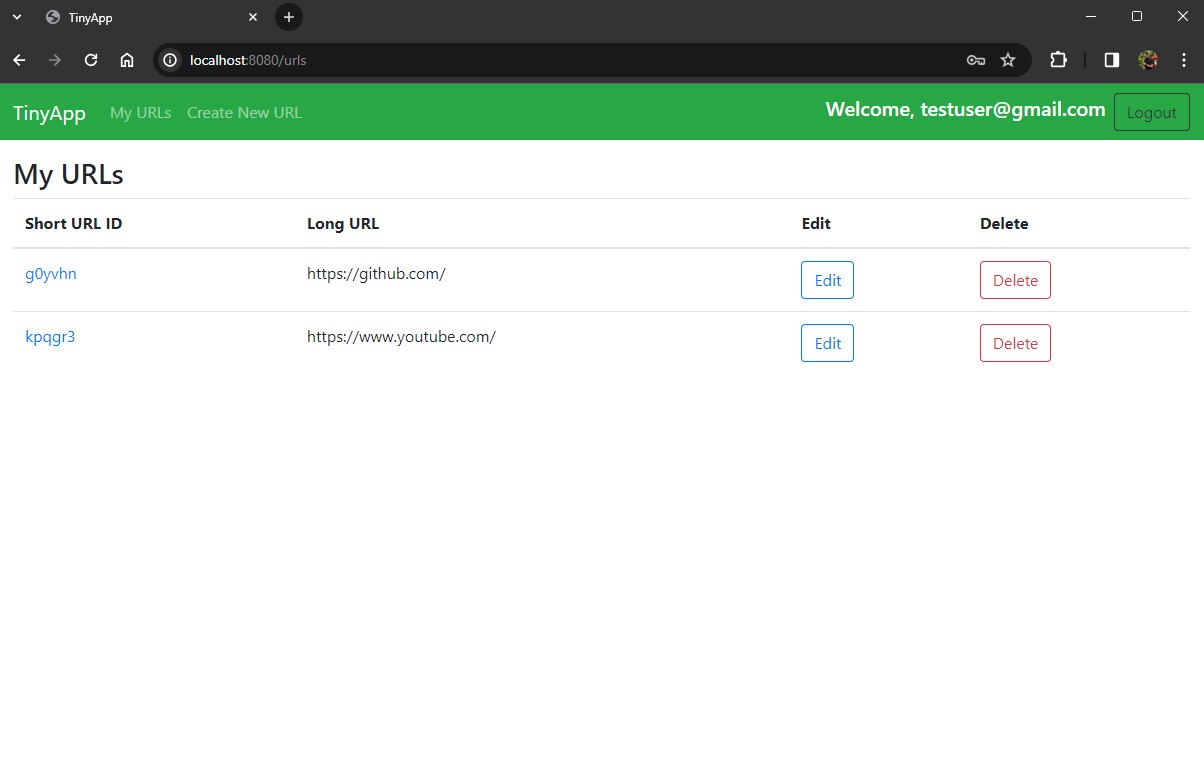 TinyApp
localhost:8080/urls
TinyApp My URLs Create New URL Welcome, testuser@gmail.com Logout
My URLs
Short URL ID Long URL Edit Delete
g0yvhn https://github.com/ Edit Delete
kpqgr3 https://www.youtube.com/ Edit Delete